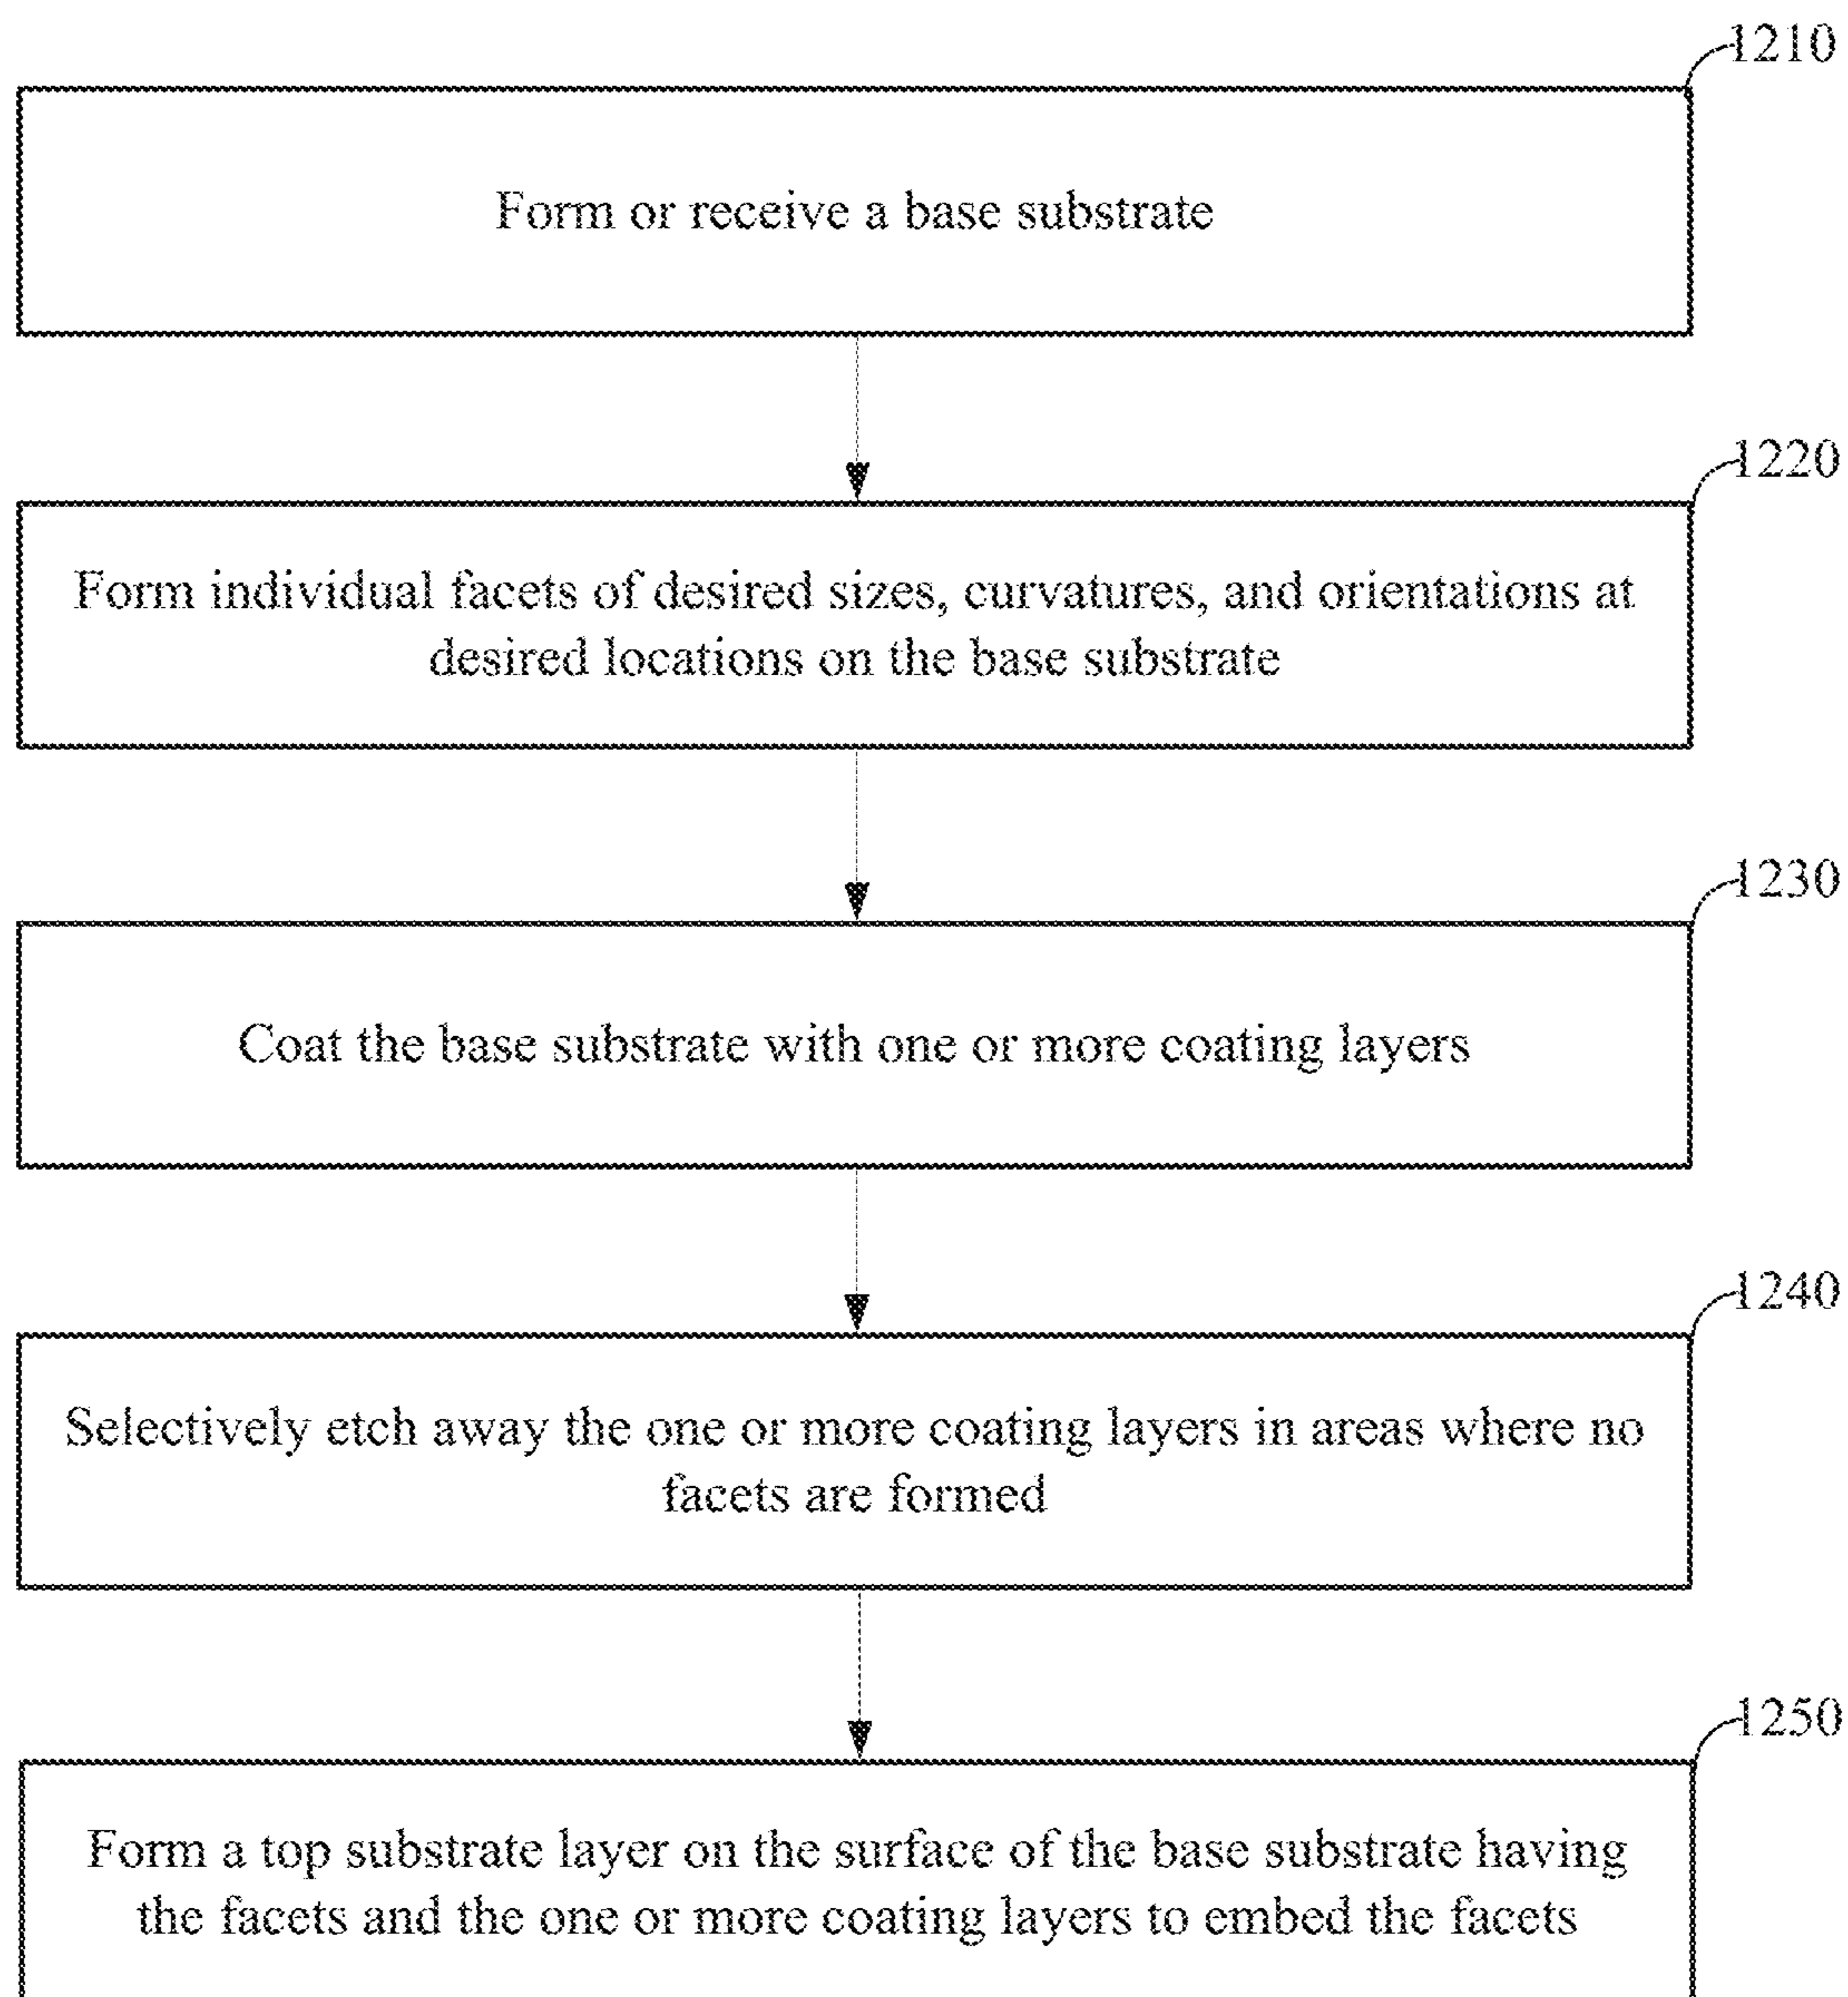 1210
Form or receive a base substrate
1220
Form individual facets of desired sizes, curvatures, and orientations at
desired locations on the base substrate
1230
Coat the base substrate with one or more coating layers
1240
Selectively etch away the one or more coating layers in areas where no
facets are formed
1250
Form a top substrate layer on the surface of the base substrate having
the facets and the one or more coating layers to embed the facets